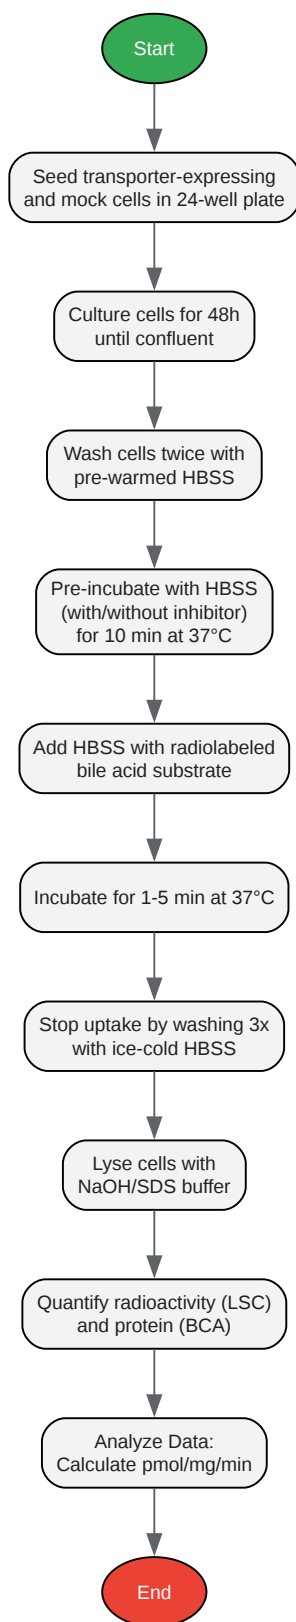 Start
Seed transporter-expressing
and mock cells in 24-well plate
Culture cells for 48h
until confluent
Wash cells twice with
pre-warmed HBSS
Pre-incubate with HBSS
(with/without inhibitor)
for 10 min at 37°C
Add HBSS with radiolabeled
bile acid substrate
Incubate for 1-5 min at 37°C
Stop uptake by washing 3x
with ice-cold HBSS
Lyse cells with
NaOH/SDS buffer
Quantify radioactivity (LSC)
and protein (BCA)
Analyze Data:
Calculate pmol/mg/min
End